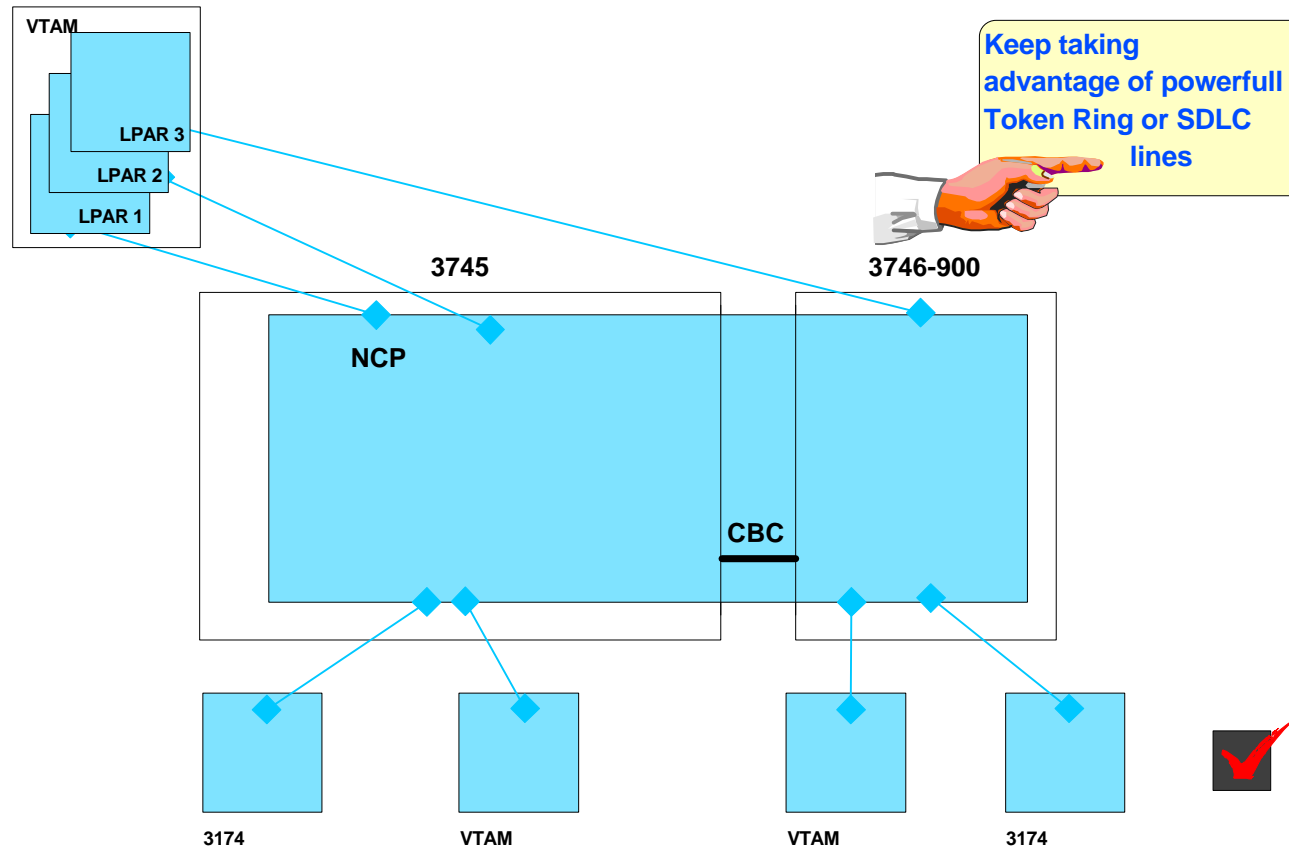 VTAM
LPAR 3
LPAR 2
LPAR 1
Keep taking
advantage of powerfull
Token Ring or SDLC
lines
3745
3746-900
NCP
CBC
3174
VTAM
VTAM
3174